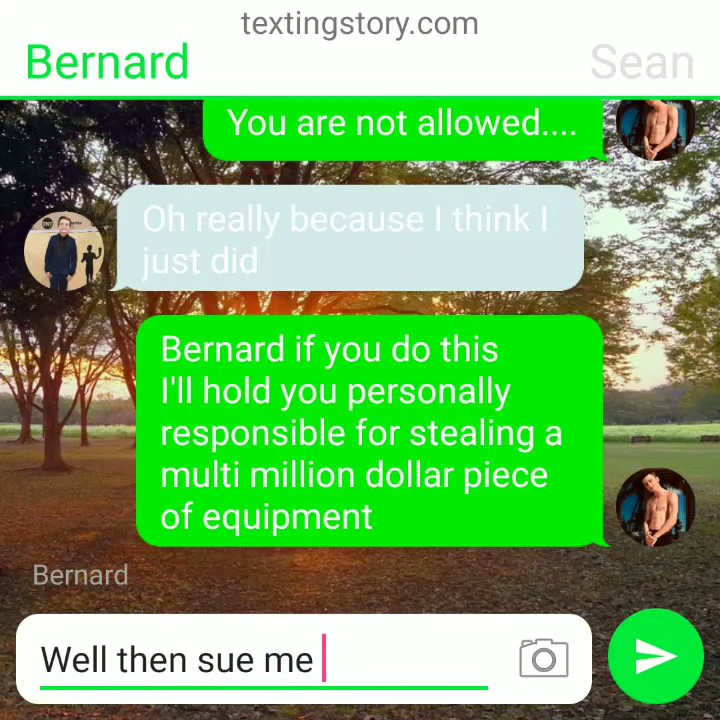 textingstory.com
Bernard
Sean
You are not allowed....
Oh really because I think I
just did
Bernard if you do this
I'll hold you personally
responsible for stealing a
multi million dollar piece
of equipment
Bernard
Well then sue me